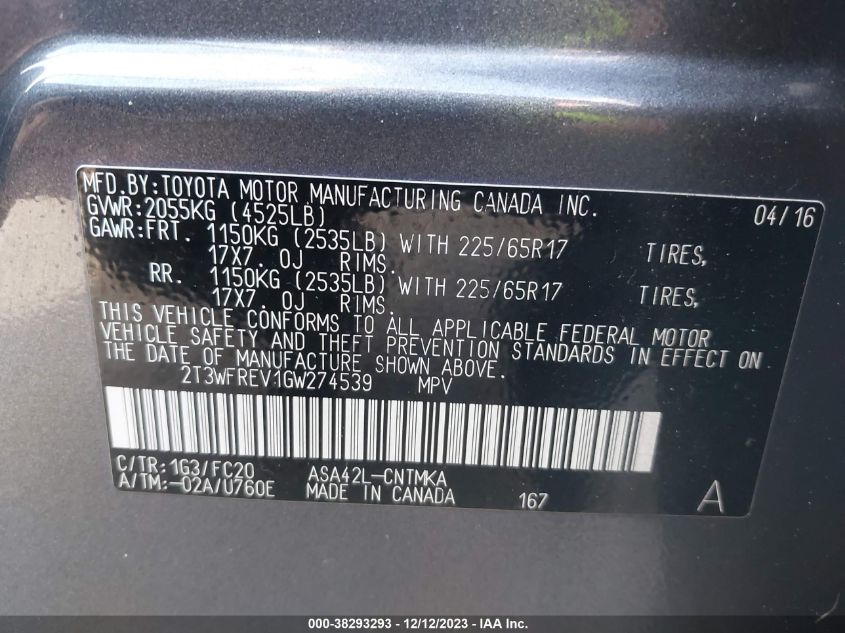 MFD.BY:TOYOTA MOTOR MANUFACTURING CANADA INC. 04/16
GVWR:2055KG (4525LB)
GAWR:FRT. 1150KG (2535LB) WITH 225/65R17 TIRES,
17X7.0J RIMS.
RR. 1150KG (2535LB) WITH 225/65R17 TIRES,
17X7.0J RIMS.
THIS VEHICLE CONFORMS TO ALL APPLICABLE FEDERAL MOTOR
VEHICLE SAFETY AND THEFT PREVENTION STANDARDS IN EFFECT ON
THE DATE OF MANUFACTURE SHOWN ABOVE.
2T3WFREV1GW274539 MPV
C/TR:1G3/FC20 ASA42L-CNTMKA
A/TM:-02A/U760E MADE IN CANADA 167 A
000-38293293 - 12/12/2023 - IAA Inc.